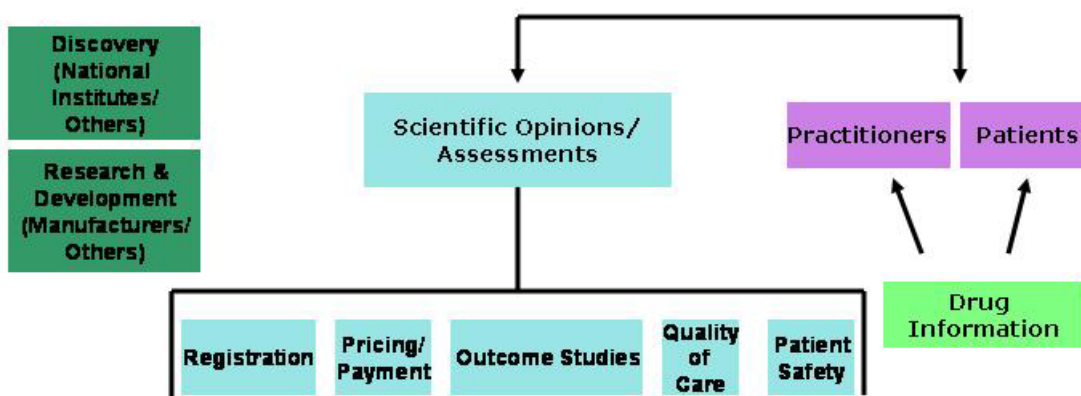 Discovery
(National
Institutes/
Others)
Research &
Development
(Manufacturers/
Others)
Scientific Opinions/
Assessments
Practitioners
Patients
Drug
Information
Registration
Pricing/
Payment
Outcome Studies
Quality
of
Care
Patient
Safety